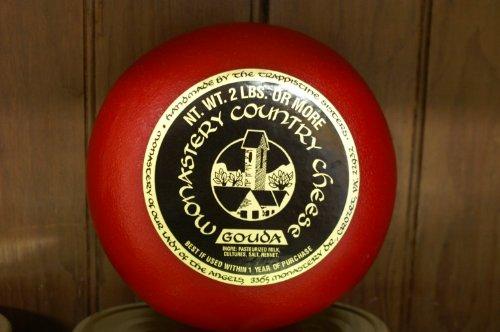 HANDMADE BY THE TRAPPISTINE SISTERS
MONASTERY OF OUR LADY OF THE ANGELS, 3365 MONASTERY DR., CROZET, VA. 22932
NT. WT. 2 LBS. OR MORE
MONASTERY COUNTRY CHEESE
GOUDA
INGRE: PASTEURIZED MILK,
CULTURES, SALT, RENNET.
BEST IF USED WITHIN 1 YEAR OF PURCHASE